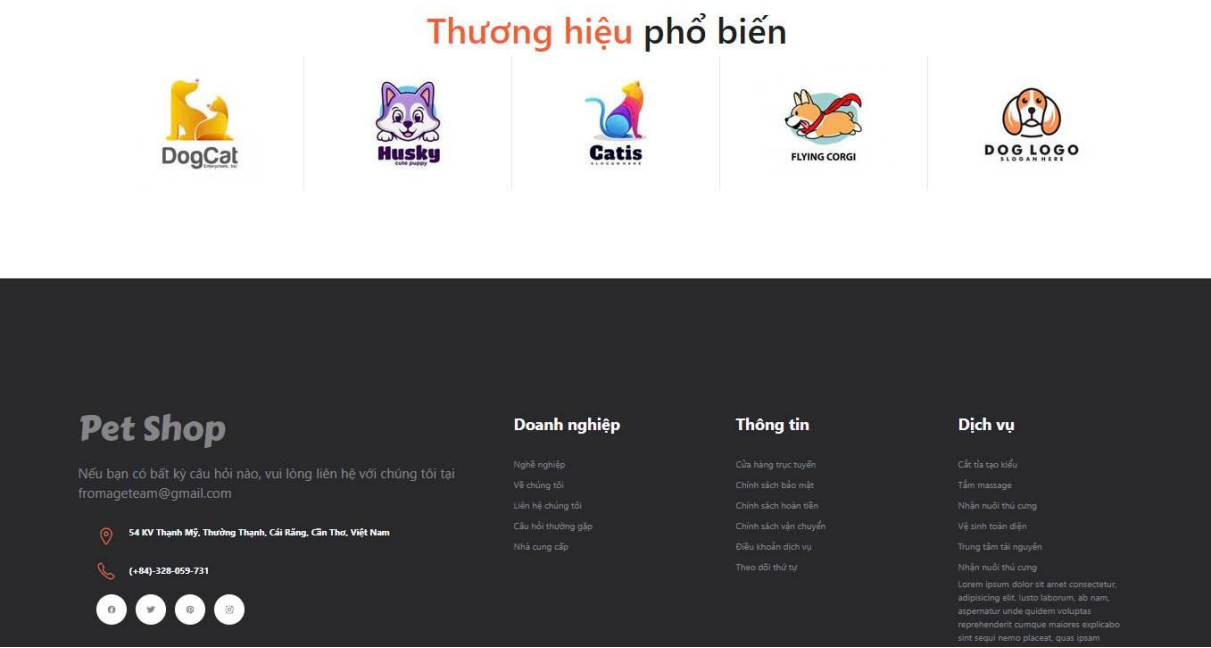 Thương hiệu phổ biến
DogCat
Enterprises, Inc
Husky
cute puppy
Catis
SLOGAN HERE
FLYING CORGI
DOG LOGO
SLOGAN HERE
Pet Shop
Nếu bạn có bất kỳ câu hỏi nào, vui lòng liên hệ với chúng tôi tại
fromageteam@gmail.com
54 KV Thạnh Mỹ, Thường Thạnh, Cái Răng, Cần Thơ, Việt Nam
(+84)-328-059-731
Doanh nghiệp
Nghề nghiệp
Về chúng tôi
Liên hệ chúng tôi
Câu hỏi thường gặp
Nhà cung cấp
Thông tin
Cửa hàng trực tuyến
Chính sách bảo mật
Chính sách hoàn tiền
Chính sách vận chuyển
Điều khoản dịch vụ
Theo dõi thứ tự
Dịch vụ
Cắt tỉa tạo kiểu
Tắm massage
Nhận nuôi thú cưng
Vệ sinh toàn diện
Trung tâm tài nguyên
Nhận nuôi thú cưng
Lorem ipsum dolor sit amet consectetur,
adipisicing elit. Iusto laborum, ab nam,
aspernatur unde quidem voluptas
reprehenderit cumque maiores explicabo
sint sequi nemo placeat, quas ipsam